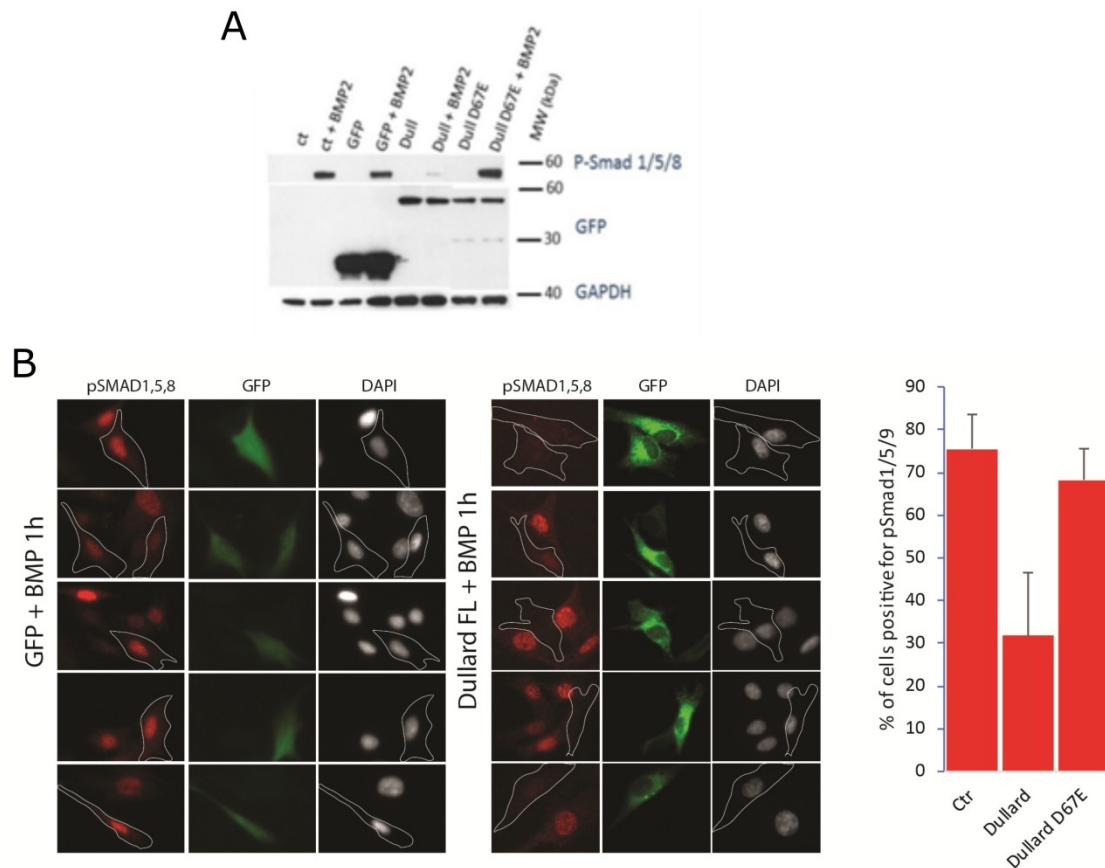 A
ct
ct + BMP2
GFP
GFP + BMP2
Dull
Dull + BMP2
Dull D67E
Dull D67E + BMP2
MW (kDa)
60 P-Smad 1/5/8
60
GFP
30
40 GAPDH
B
pSMAD1,5,8 GFP DAPI
GFP + BMP 1h
pSMAD1,5,8 GFP DAPI
Dullard FL + BMP 1h
% of cells positive for pSmad1/5/9
90
80
70
60
50
40
30
20
10
0
Ctr
Dullard
Dullard D67E